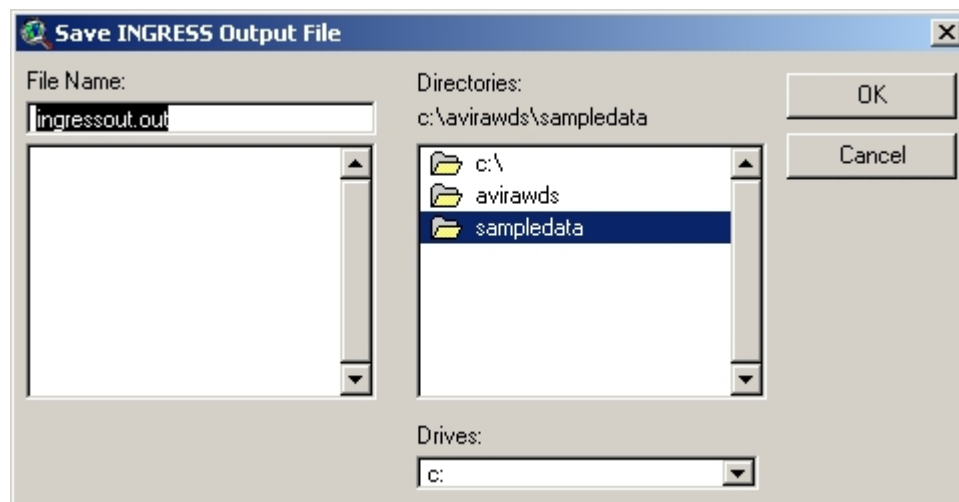 Save INGRESS Output File
File Name:
ingressout.out
Directories:
c:\avirawds\sampledata
c:\
avirawds
sampledata
OK
Cancel
Drives:
c: